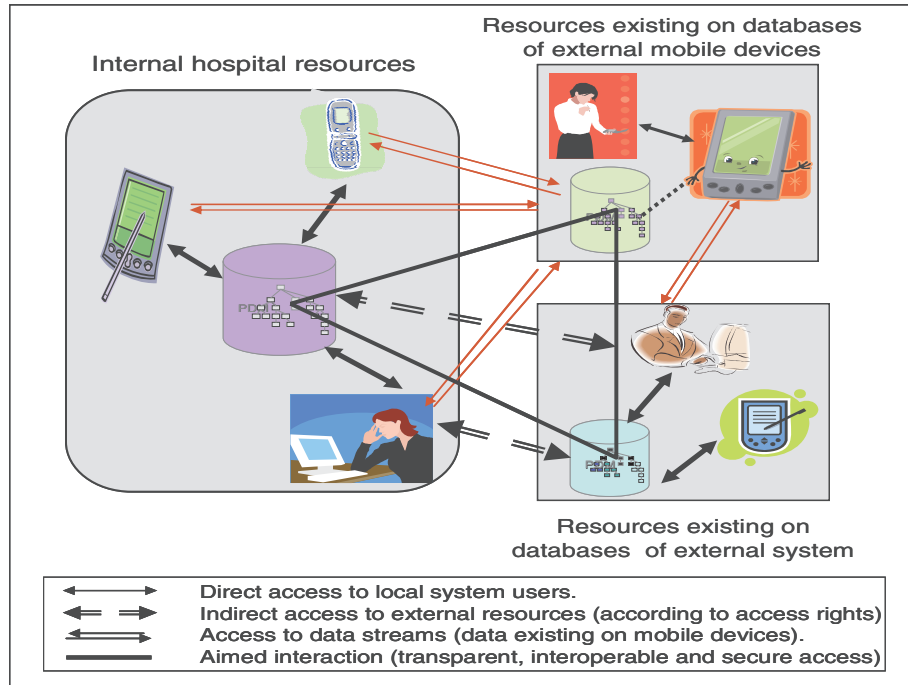 Resources existing on databases
of external mobile devices
Internal hospital resources
Resources existing on
databases of external system
Direct access to local system users.
Indirect access to external resources (according to access rights)
Access to data streams (data existing on mobile devices).
Aimed interaction (transparent, interoperable and secure access)